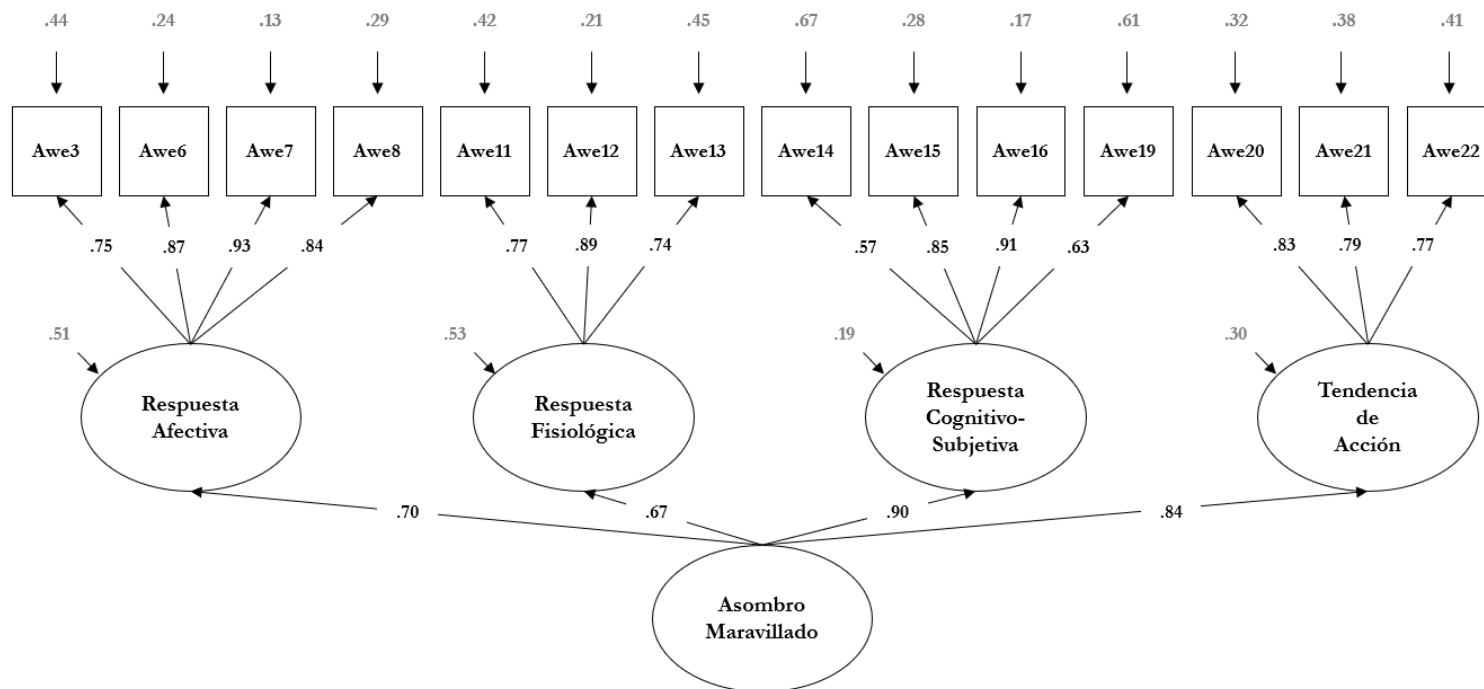 .44 .24 .13 .29 .42 .21 .45 .67 .28 .17 .61 .32 .38 .41
Awe3 Awe6 Awe7 Awe8 Awe11 Awe12 Awe13 Awe14 Awe15 Awe16 Awe19 Awe20 Awe21 Awe22
.75 .87 .93 .84 .77 .89 .74 .57 .85 .91 .63 .83 .79 .77
.51 .53 .19 .30
Respuesta
Afectiva
Respuesta
Fisiológica
Respuesta
Cognitivo-
Subjetiva
Tendencia
de
Acción
.70 .67 .90 .84
Asombro
Maravillado